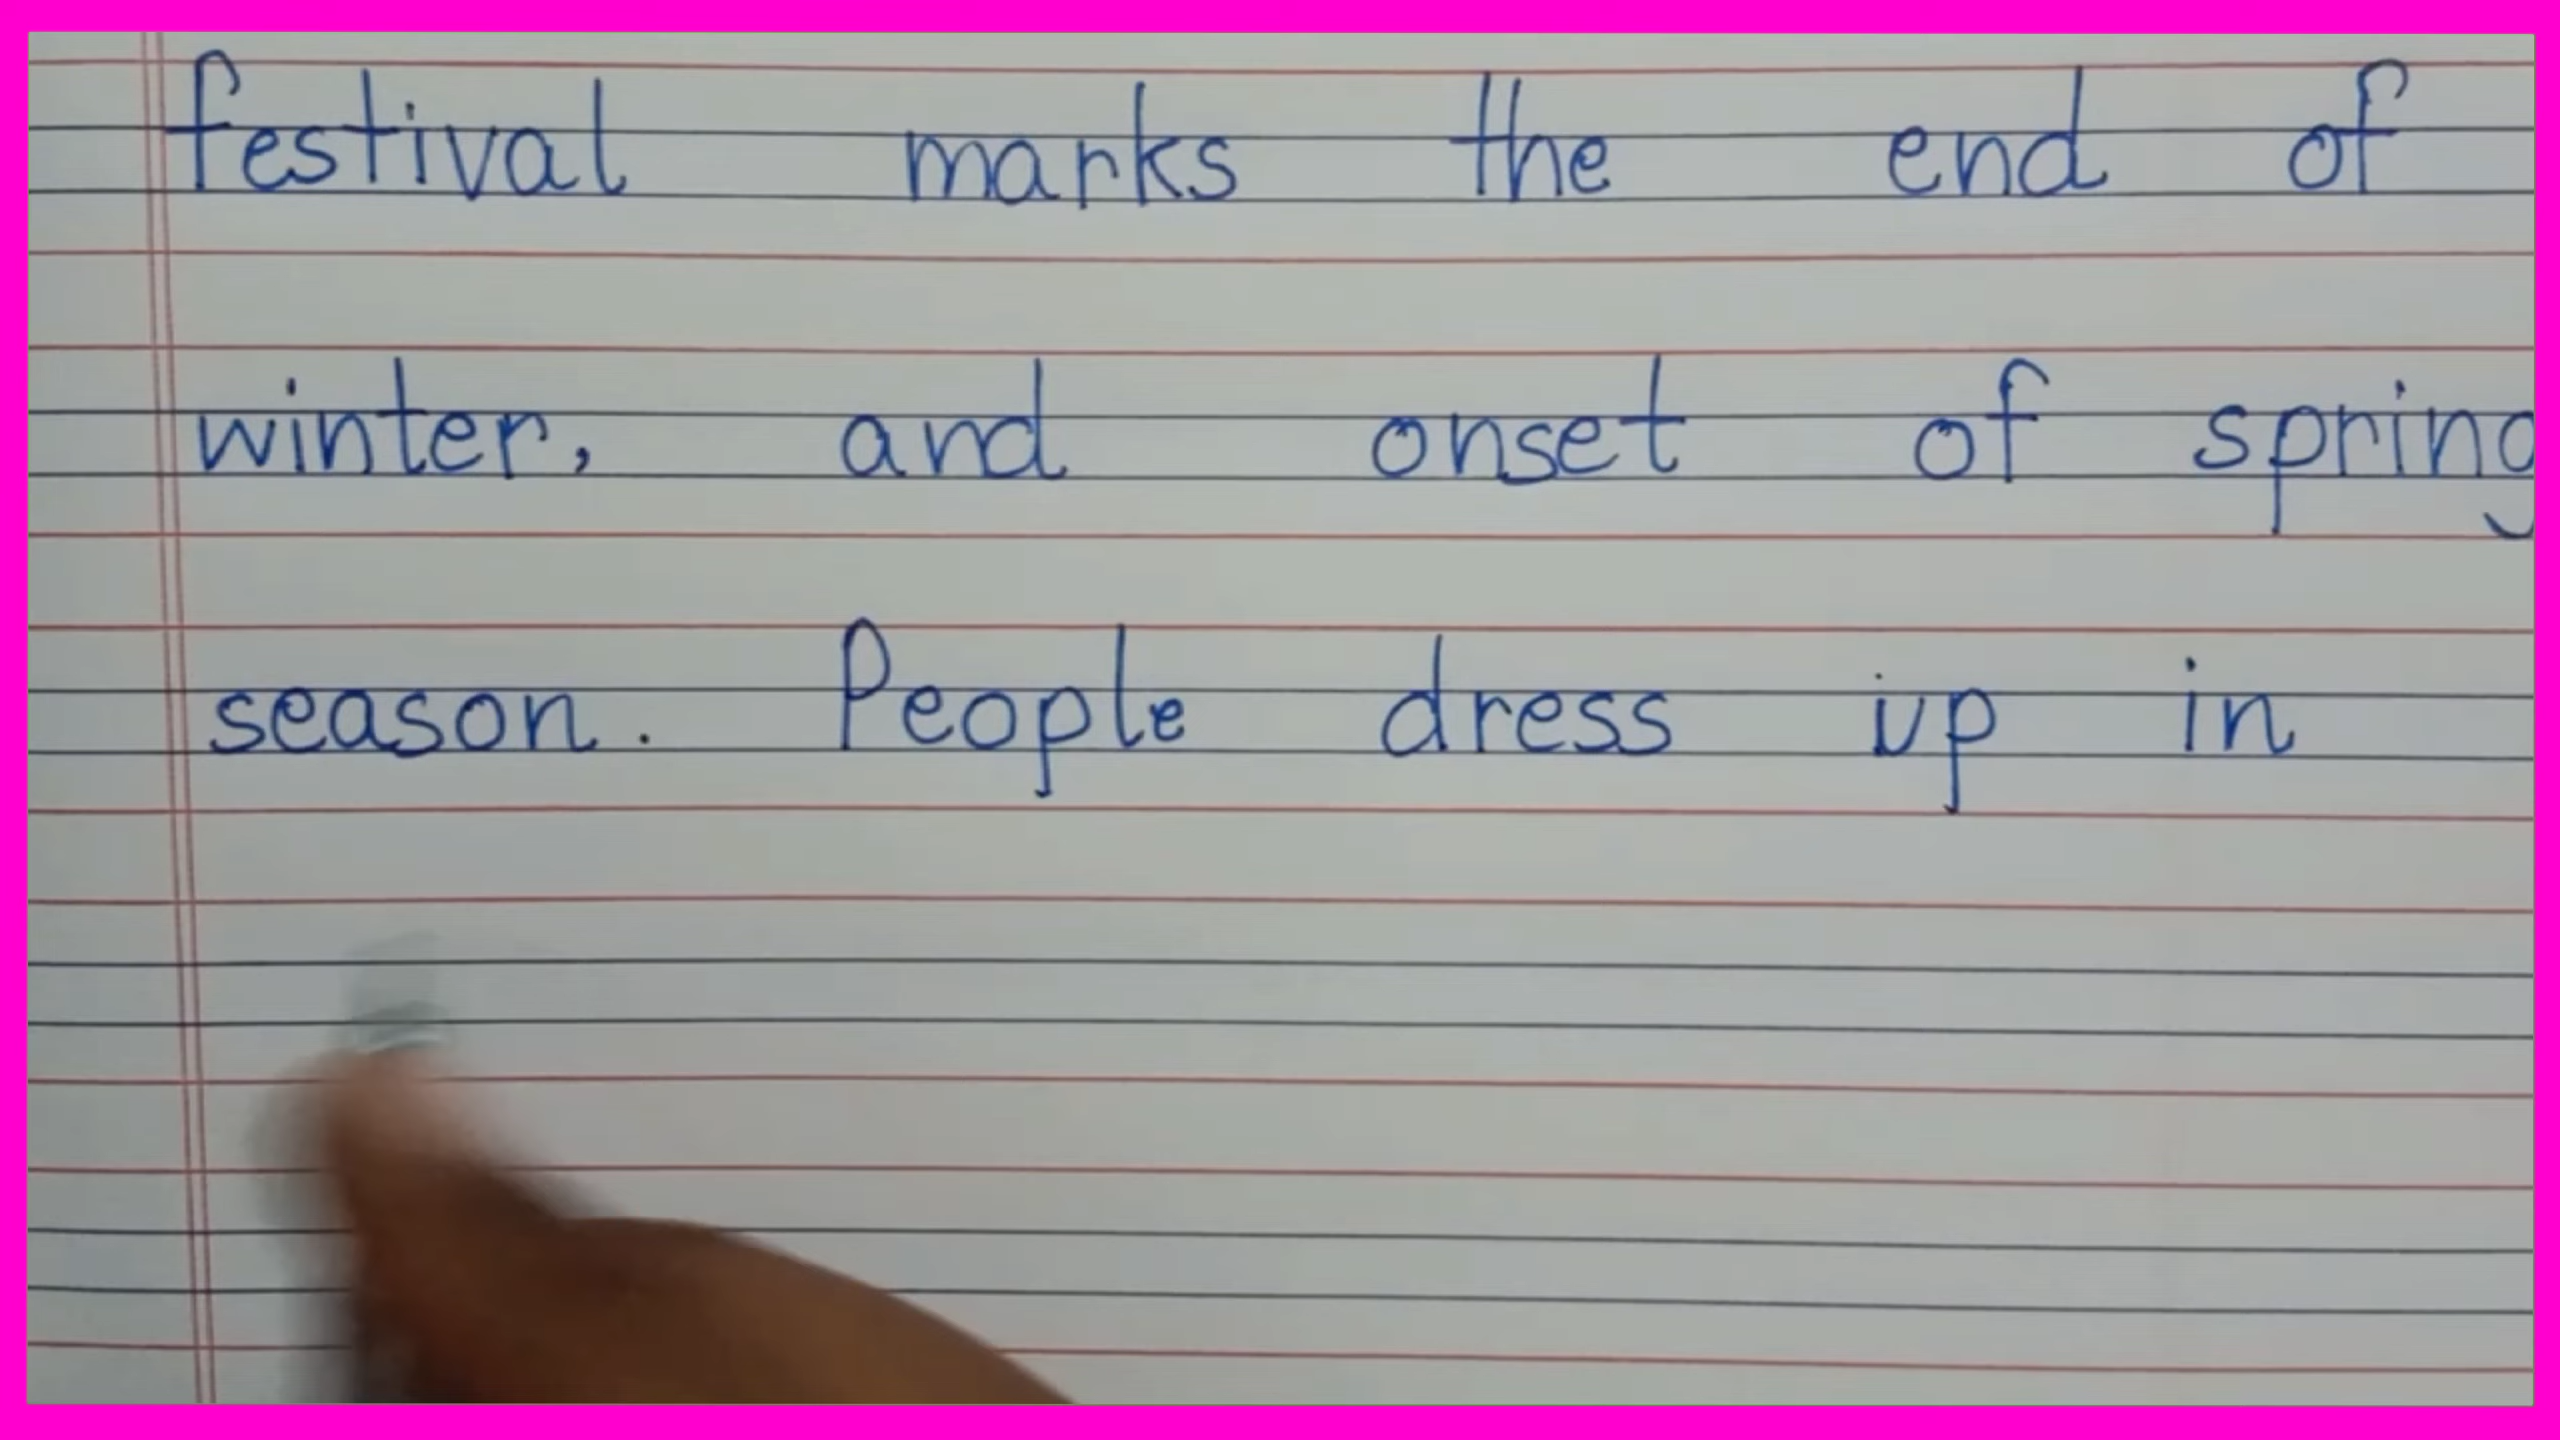 festival marks the end of
winter, and onset of spring
season. People dress up in